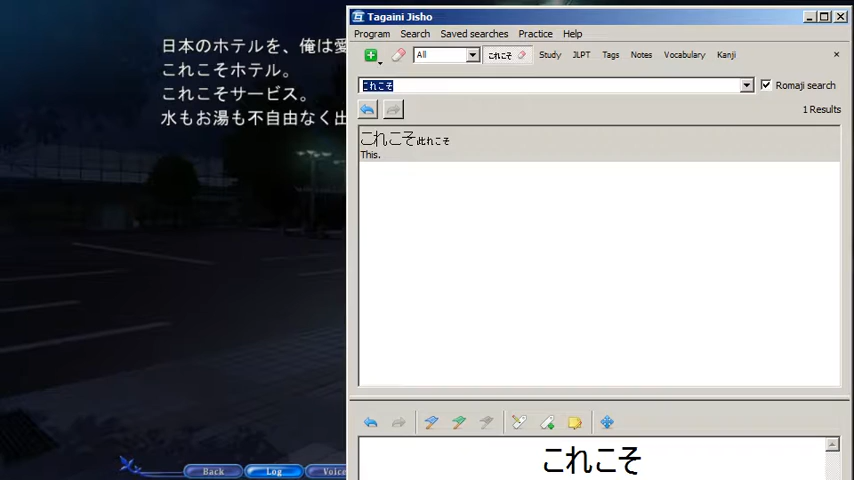 日本のホテルを、俺は愛
これこそホテル。
これこそサービス。
水もお湯も不自由なく出
Tagaini Jisho
Program Search Saved searches Practice Help
All これこそ Study JLPT Tags Notes Vocabulary Kanji
これこそ Romaji search
1 Results
これこそ 此れこそ
This.
これこそ
Back Log Voice